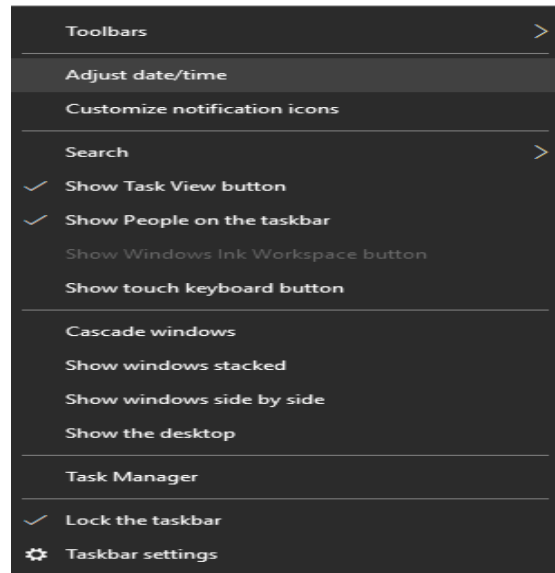 Toolbars
Adjust date/time
Customize notification icons
Search
Show Task View button
Show People on the taskbar
Show Windows Ink Workspace button
Show touch keyboard button
Cascade windows
Show windows stacked
Show windows side by side
Show the desktop
Task Manager
Lock the taskbar
Taskbar settings